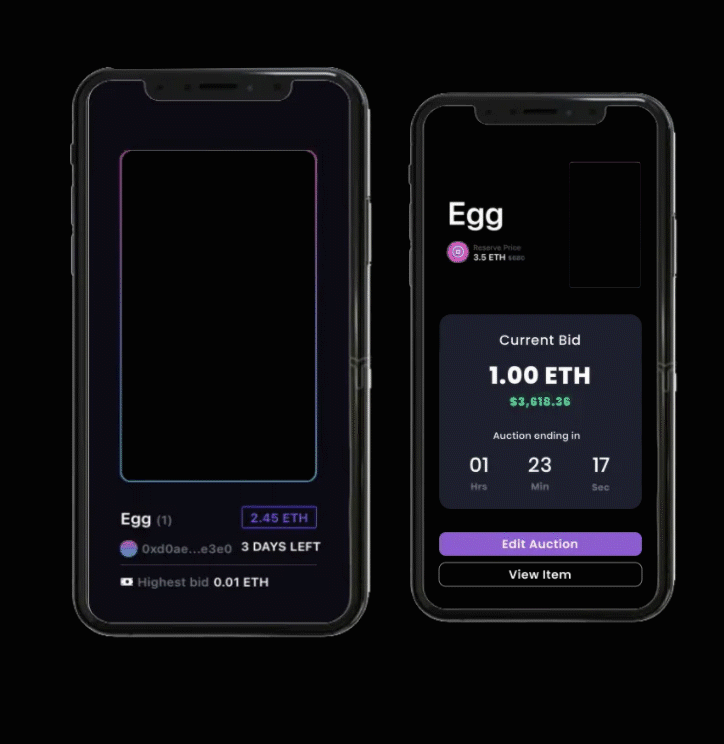 Egg (1)
2.45 ETH
0xd0ae...e3e0
3 DAYS LEFT
Highest bid 0.01 ETH
Egg
Reserve Price
3.5 ETH
Current Bid
1.00 ETH
$3,618.36
Auction ending in
01 23 17
Hrs Min Sec
Edit Auction
View Item